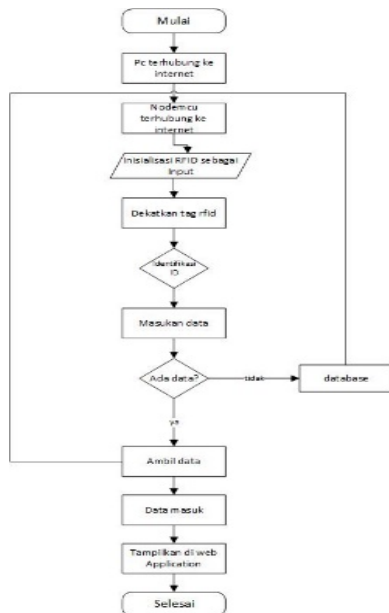 Mulai
Pc terhubung ke
internet
Nodemcu
terhubung ke
internet
Inisialisasi RFID sebagai
Input
Dekatkan tag rfid
Identifikasi
ID
Masukan data
Ada data?
tidak
database
ya
Ambil data
Data masuk
Tampilkan di web
Application
Selesai